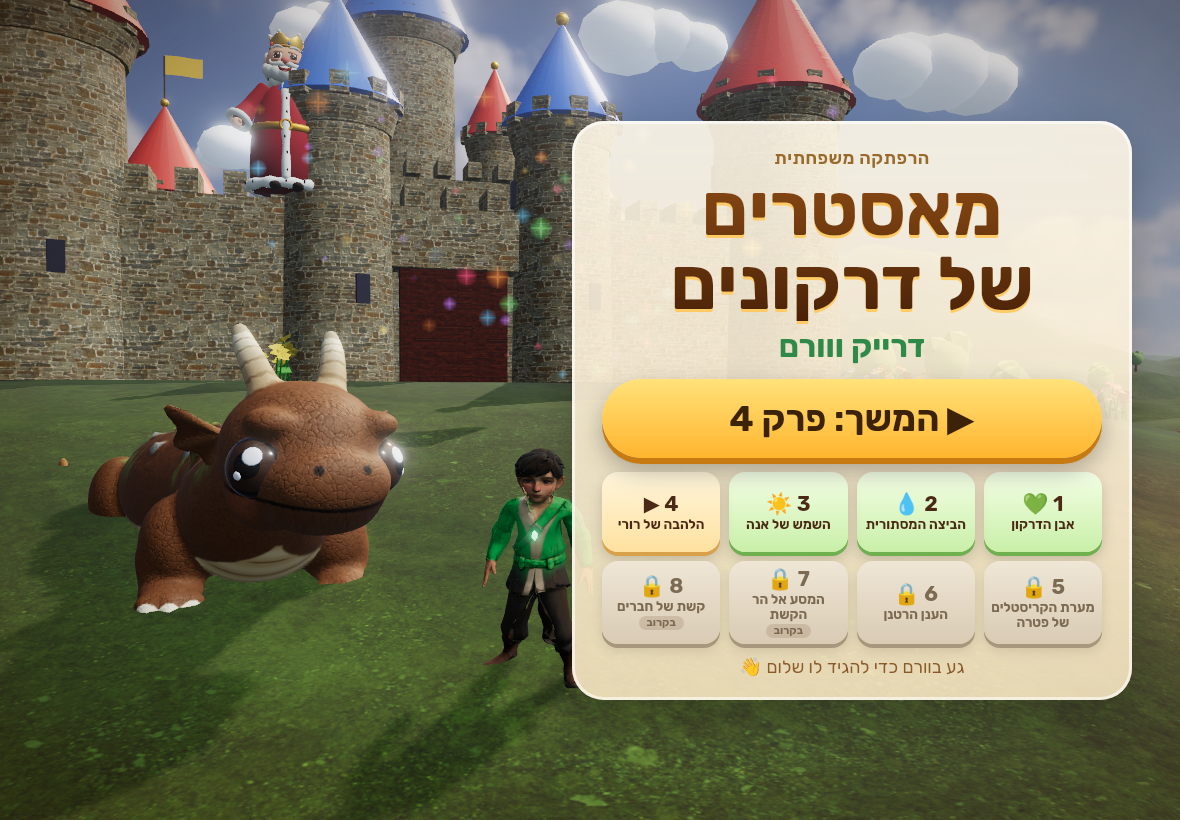 הרפתקה משפחתית
מאסטרים
של דרקונים
דרייק ווורם
▶ המשך: פרק 4
1 💚
אבן הדרקון
2 💧
הביצה המסתורית
3 ☀️
השמש של אנה
4 ▶
הלהבה של רורי
5 🔒
מערת הקריסטלים
של פטרה
6 🔒
הענן הרטנן
7 🔒
המסע אל הר
הקשת
בקרוב
8 🔒
קשת של חברים
בקרוב
גע בוורם כדי להגיד לו שלום 👋